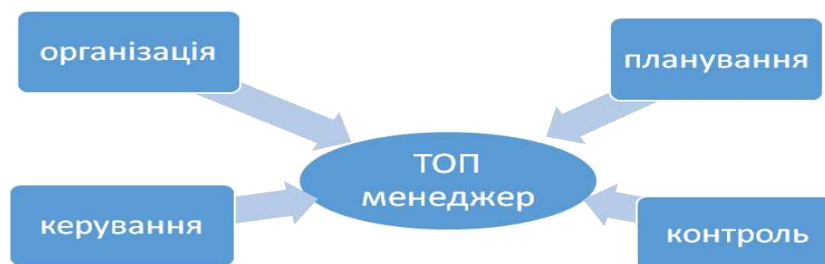 організація
планування
ТОП
менеджер
керування
контроль